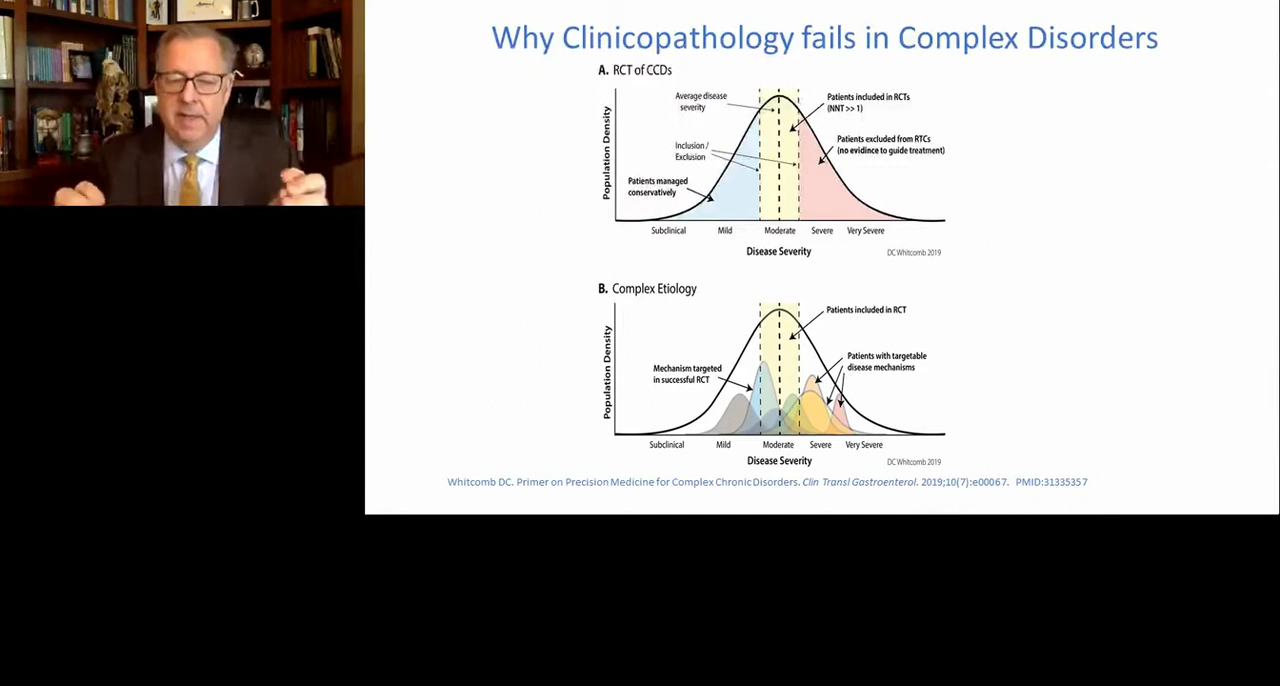 Why Clinicopathology fails in Complex Disorders
A. RCT of CCDs
Population Density
Average disease
severity
Inclusion /
Exclusion
Patients managed
conservatively
Patients included in RCTs
(NNT >> 1)
Patients excluded from RTCs
(no evidence to guide treatment)
Subclinical
Mild
Moderate
Severe
Very Severe
Disease Severity
DC Whitcomb 2019
B. Complex Etiology
Population Density
Mechanism targeted
in successful RCT
Patients included in RCT
Patients with targetable
disease mechanisms
Subclinical
Mild
Moderate
Severe
Very Severe
Disease Severity
DC Whitcomb 2019
Whitcomb DC. Primer on Precision Medicine for Complex Chronic Disorders. Clin Transl Gastroenterol. 2019;10(7):e00067. PMID:31335357